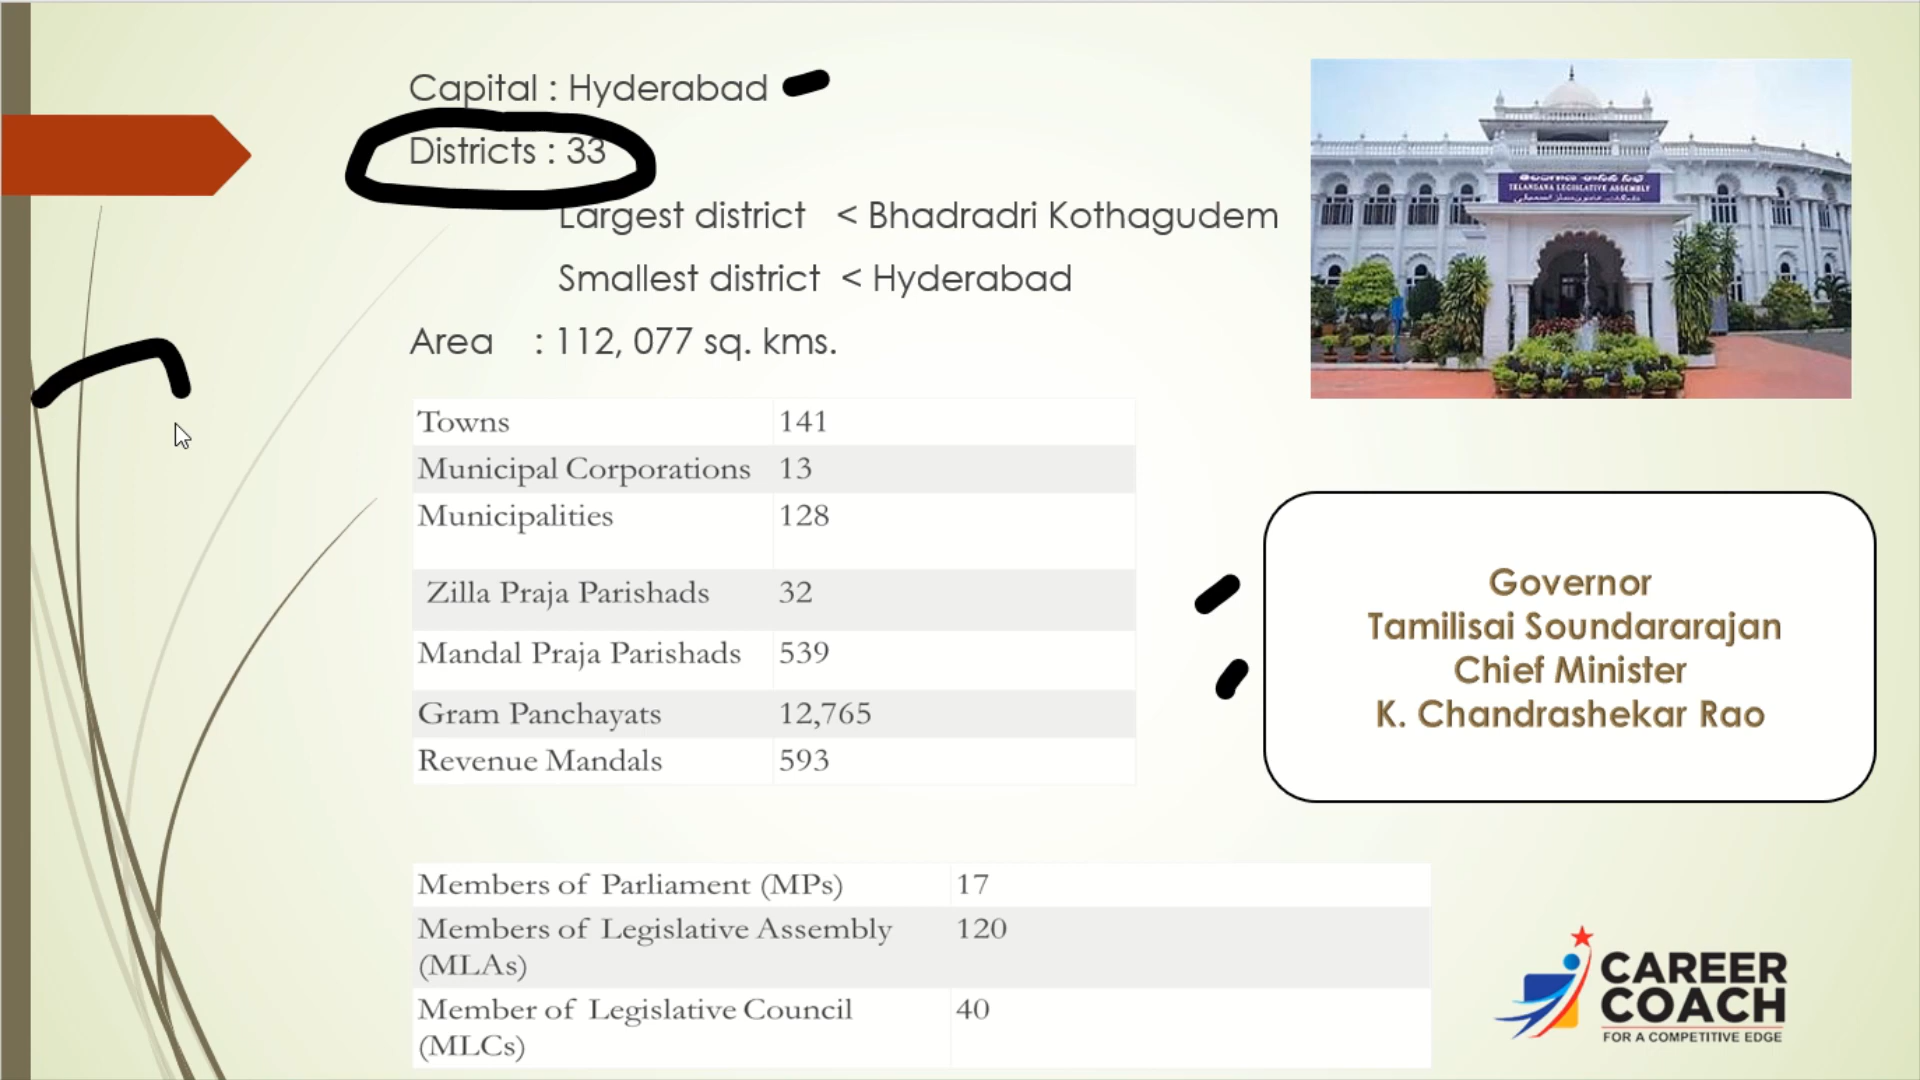 Capital : Hyderabad
Districts : 33
Largest district < Bhadradri Kothagudem
Smallest district < Hyderabad
Area : 112, 077 sq. kms.
TELANGANA LEGISLATIVE ASSEMBLY
Towns 141
Municipal Corporations 13
Municipalities 128
Zilla Praja Parishads 32
Mandal Praja Parishads 539
Gram Panchayats 12,765
Revenue Mandals 593
Governor
Tamilisai Soundararajan
Chief Minister
K. Chandrashekar Rao
Members of Parliament (MPs) 17
Members of Legislative Assembly 120
(MLAs)
Member of Legislative Council 40
(MLCs)
CAREER
COACH
FOR A COMPETITIVE EDGE